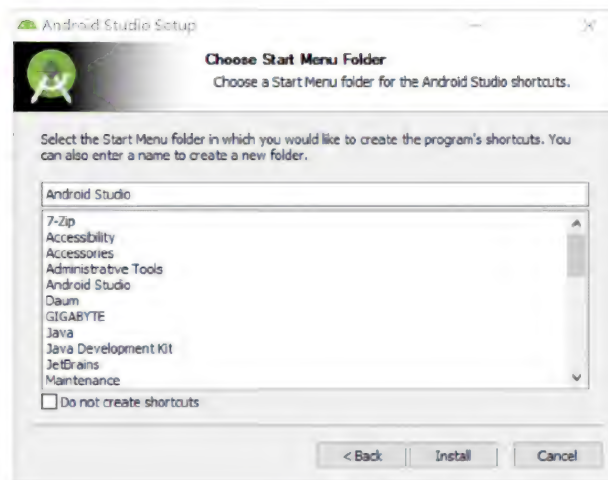 Android Studio Setup
Choose Start Menu Folder
Choose a Start Menu folder for the Android Studio shortcuts.
Select the Start Menu folder in which you would like to create the program's shortcuts. You
can also enter a name to create a new folder.
Android Studio
7-Zip
Accessibility
Accessories
Administrative Tools
Android Studio
Daum
GIGABYTE
Java
Java Development Kit
JetBrains
Maintenance
Do not create shortcuts
< Back
Install
Cancel